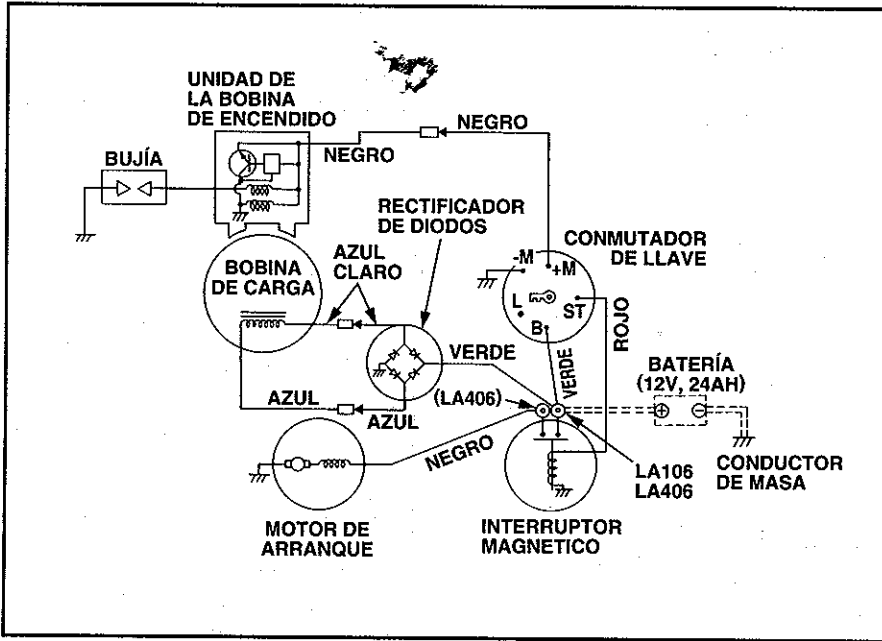 UNIDAD DE
LA BOBINA
DE ENCENDIDO
NEGRO
NEGRO
BUJÍA
RECTIFICADOR
DE DIODOS
CONMUTADOR
DE LLAVE
-M
+M
L
ST
B
BOBINA
DE CARGA
AZUL
CLARO
ROJO
VERDE
VERDE
BATERÍA
(12V, 24AH)
(LA406)
AZUL
AZUL
NEGRO
LA106
LA406
CONDUCTOR
DE MASA
MOTOR DE
ARRANQUE
INTERRUPTOR
MAGNETICO